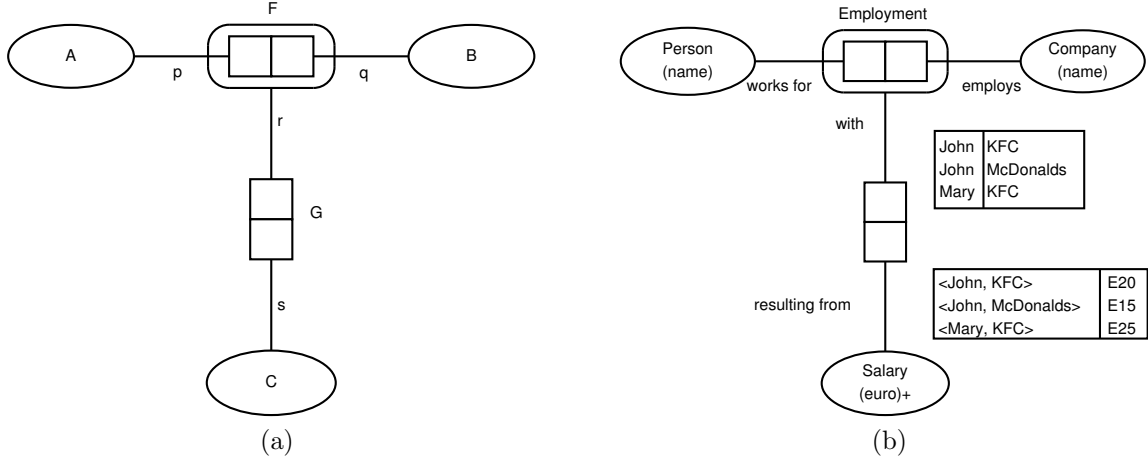 F
A
B
p
q
r
G
s
C
(a)
Employment
Person
(name)
Company
(name)
works for
employs
with
John KFC
John McDonalds
Mary KFC
<John, KFC> E20
<John, McDonalds> E15
<Mary, KFC> E25
resulting from
Salary
(euro)+
(b)